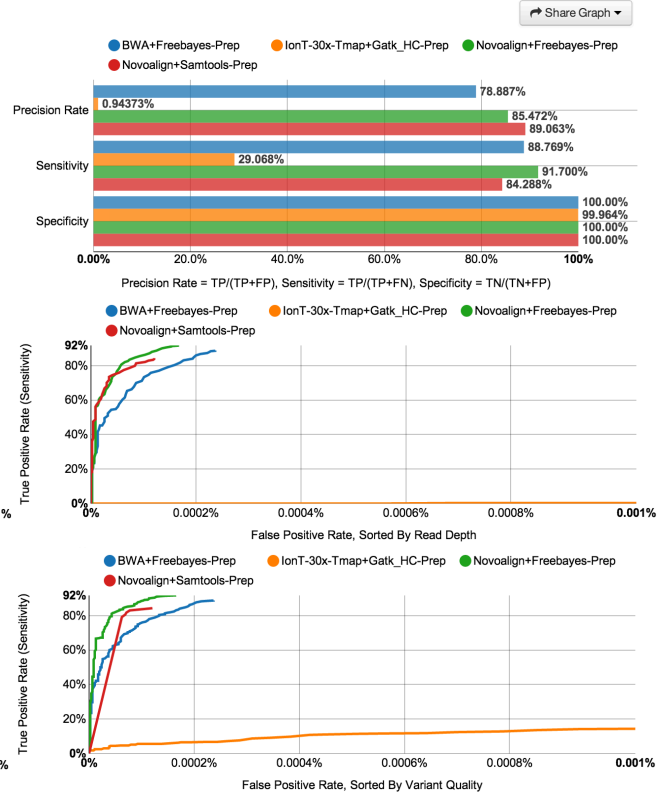 Share Graph
BWA+Freebayes-Prep IonT-30x-Tmap+Gatk_HC-Prep Novoalign+Freebayes-Prep
Novoalign+Samtools-Prep
78.887%
Precision Rate 0.94373%
85.472%
89.063%
88.769%
Sensitivity 29.068%
91.700%
84.288%
100.00%
Specificity 99.964%
100.00%
100.00%
0.00% 20.0% 40.0% 60.0% 80.0% 100%
Precision Rate = TP/(TP+FP), Sensitivity = TP/(TP+FN), Specificity = TN/(TN+FP)
BWA+Freebayes-Prep IonT-30x-Tmap+Gatk_HC-Prep Novoalign+Freebayes-Prep
Novoalign+Samtools-Prep
True Positive Rate (Sensitivity)
92%
80%
60%
40%
20%
0%
% 0% 0.0002% 0.0004% 0.0006% 0.0008% 0.001%
False Positive Rate, Sorted By Read Depth
BWA+Freebayes-Prep IonT-30x-Tmap+Gatk_HC-Prep Novoalign+Freebayes-Prep
Novoalign+Samtools-Prep
True Positive Rate (Sensitivity)
92%
80%
60%
40%
20%
0%
% 0% 0.0002% 0.0004% 0.0006% 0.0008% 0.001%
False Positive Rate, Sorted By Variant Quality